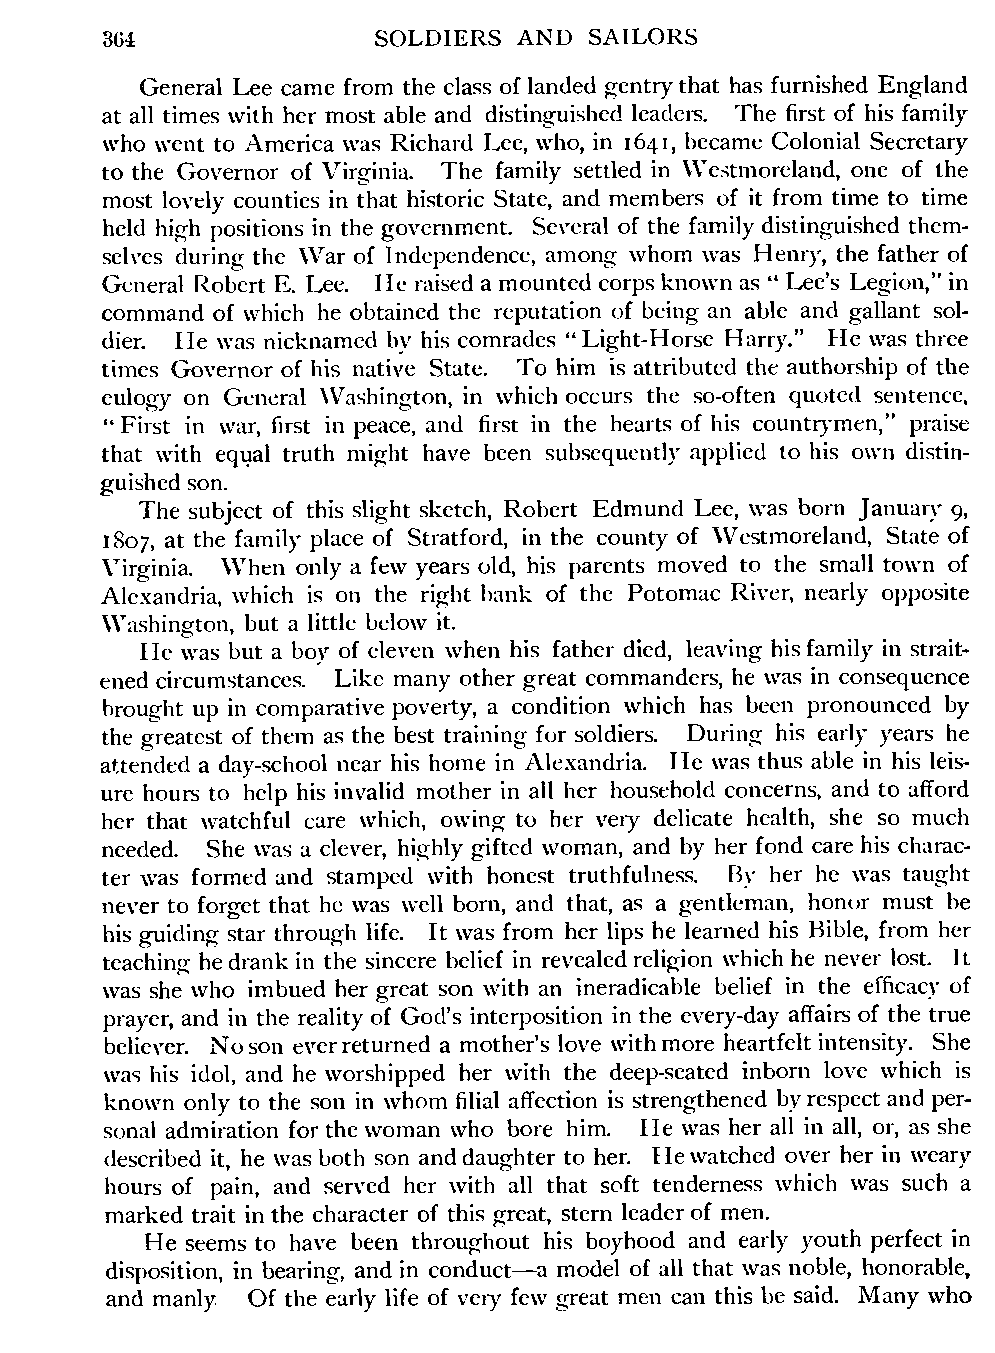 364 SOLDIERS AND SAILORS
General Lee came from the class of landed gentry that has furnished England
at all times with her most able and distinguished leaders. The first of his family
who went to America was Richard Lee, who, in 1641, became Colonial Secretary
to the Governor of Virginia. The family settled in Westmoreland, one of the
most lovely counties in that historic State, and members of it from time to time
held high positions in the government. Several of the family distinguished them-
selves during the War of Independence, among whom was Henry, the father of
General Robert E. Lee. He raised a mounted corps known as “Lee's Legion,” in
command of which he obtained the reputation of being an able and gallant sol-
dier. He was nicknamed by his comrades “Light-Horse Harry.” He was three
times Governor of his native State. To him is attributed the authorship of the
eulogy on General Washington, in which occurs the so-often quoted sentence,
“First in war, first in peace, and first in the hearts of his countrymen,” praise
that with equal truth might have been subsequently applied to his own distin-
guished son.
The subject of this slight sketch, Robert Edmund Lee, was born January 9,
1807, at the family place of Stratford, in the county of Westmoreland, State of
Virginia. When only a few years old, his parents moved to the small town of
Alexandria, which is on the right bank of the Potomac River, nearly opposite
Washington, but a little below it.
He was but a boy of eleven when his father died, leaving his family in strait-
ened circumstances. Like many other great commanders, he was in consequence
brought up in comparative poverty, a condition which has been pronounced by
the greatest of them as the best training for soldiers. During his early years he
attended a day-school near his home in Alexandria. He was thus able in his leis-
ure hours to help his invalid mother in all her household concerns, and to afford
her that watchful care which, owing to her very delicate health, she so much
needed. She was a clever, highly gifted woman, and by her fond care his charac-
ter was formed and stamped with honest truthfulness. By her he was taught
never to forget that he was well born, and that, as a gentleman, honor must be
his guiding star through life. It was from her lips he learned his Bible, from her
teaching he drank in the sincere belief in revealed religion which he never lost. It
was she who imbued her great son with an ineradicable belief in the efficacy of
prayer, and in the reality of God's interposition in the every-day affairs of the true
believer. No son ever returned a mother's love with more heartfelt intensity. She
was his idol, and he worshipped her with the deep-seated inborn love which is
known only to the son in whom filial affection is strengthened by respect and per-
sonal admiration for the woman who bore him. He was her all in all, or, as she
described it, he was both son and daughter to her. He watched over her in weary
hours of pain, and served her with all that soft tenderness which was such a
marked trait in the character of this great, stern leader of men.
He seems to have been throughout his boyhood and early youth perfect in
disposition, in bearing, and in conduct—a model of all that was noble, honorable,
and manly. Of the early life of very few great men can this be said. Many who